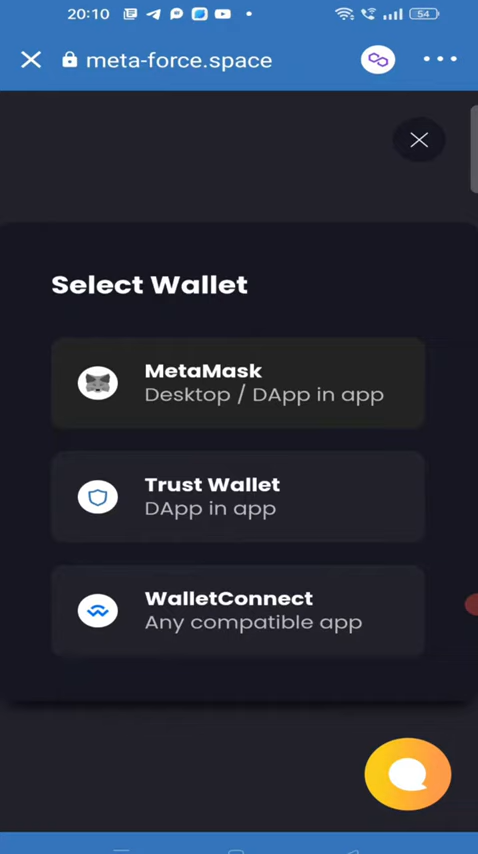 20:10
54
meta-force.space
Select Wallet
MetaMask
Desktop / DApp in app
Trust Wallet
DApp in app
WalletConnect
Any compatible app